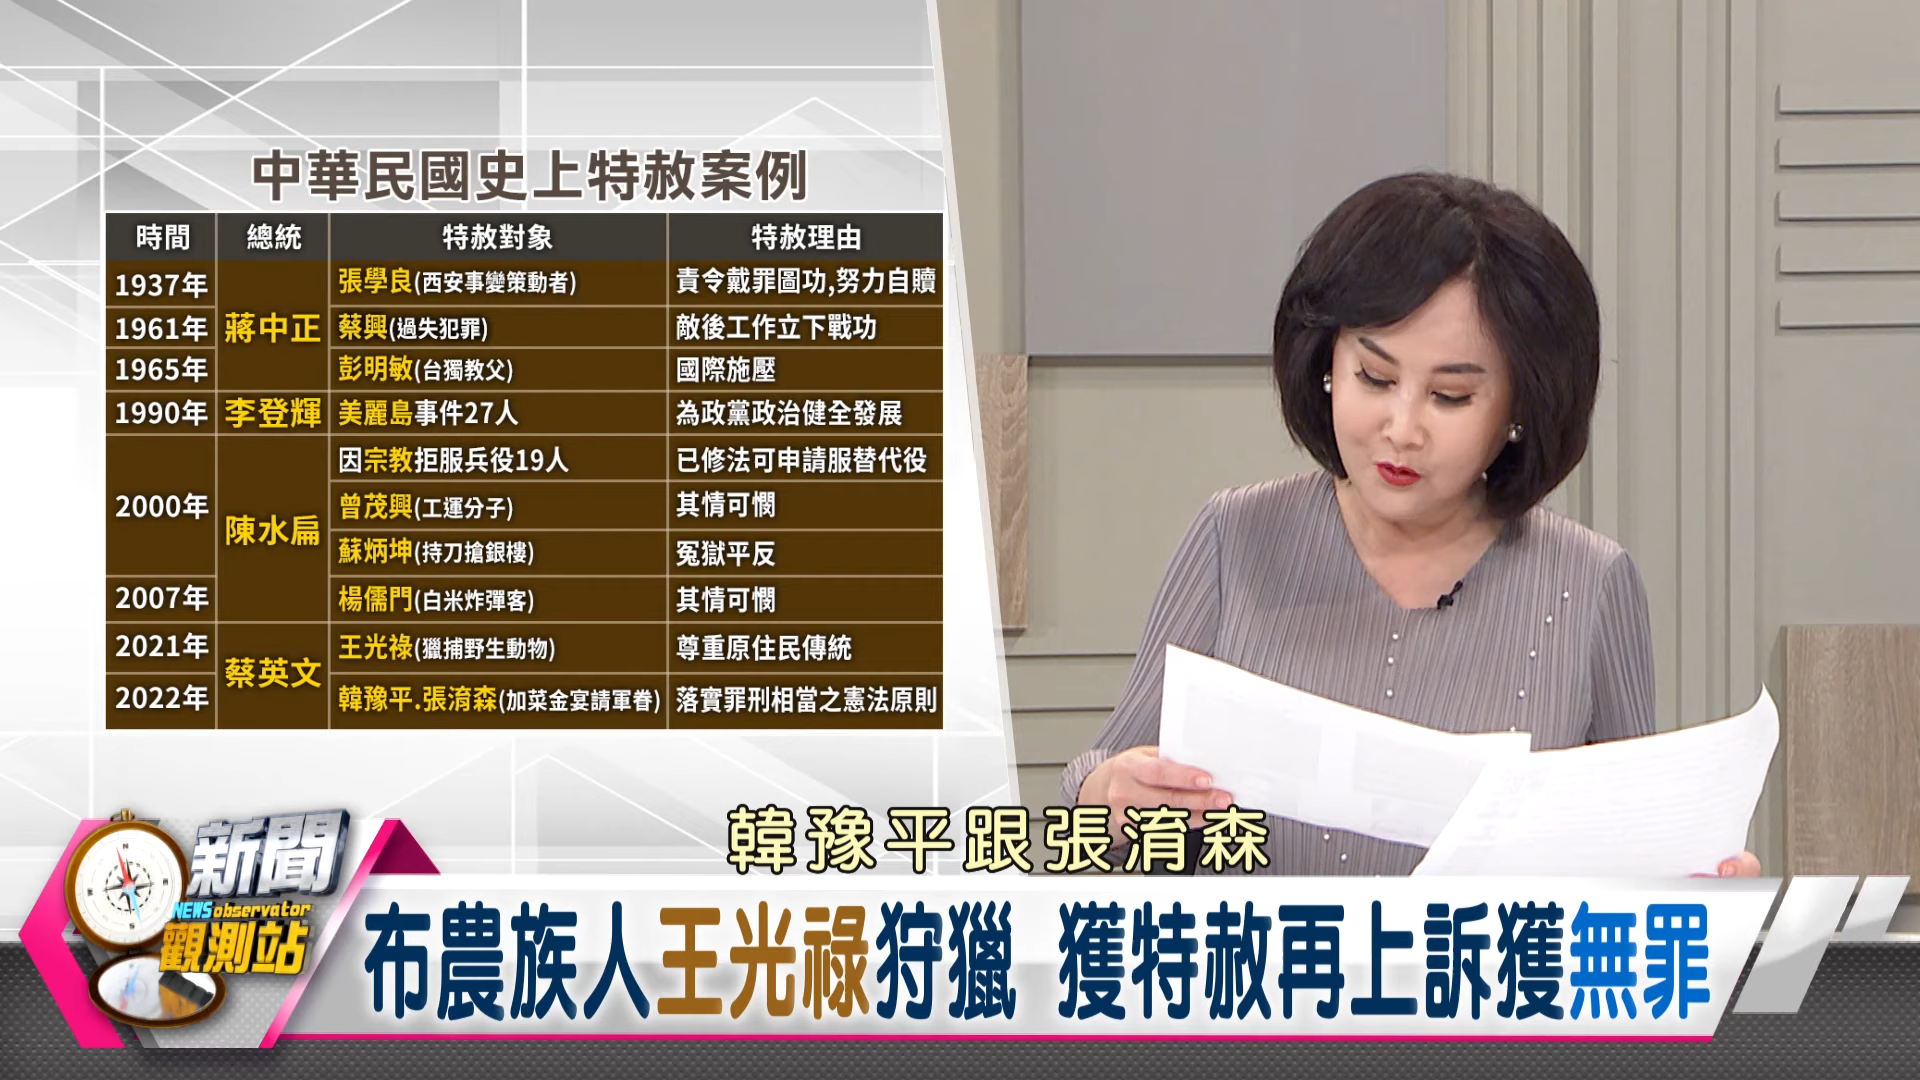 中華民國史上特赦案例
時間 總統 特赦對象 特赦理由
1937年 蔣中正 張學良(西安事變策動者) 責令戴罪圖功,努力自贖
1961年 蔡興(過失犯罪) 敵後工作立下戰功
1965年 彭明敏(台獨教父) 國際施壓
1990年 李登輝 美麗島事件27人 為政黨政治健全發展
2000年 陳水扁 因宗教拒服兵役19人 已修法可申請服替代役
曾茂興(工運分子) 其情可憫
蘇炳坤(持刀搶銀樓) 冤獄平反
2007年 楊儒門(白米炸彈客) 其情可憫
2021年 蔡英文 王光祿(獵捕野生動物) 尊重原住民傳統
2022年 韓豫平.張淯森(加菜金宴請軍眷) 落實罪刑相當之憲法原則
韓豫平跟張淯森
新聞
NEWS observator
觀測站
布農族人王光祿狩獵 獲特赦再上訴獲無罪